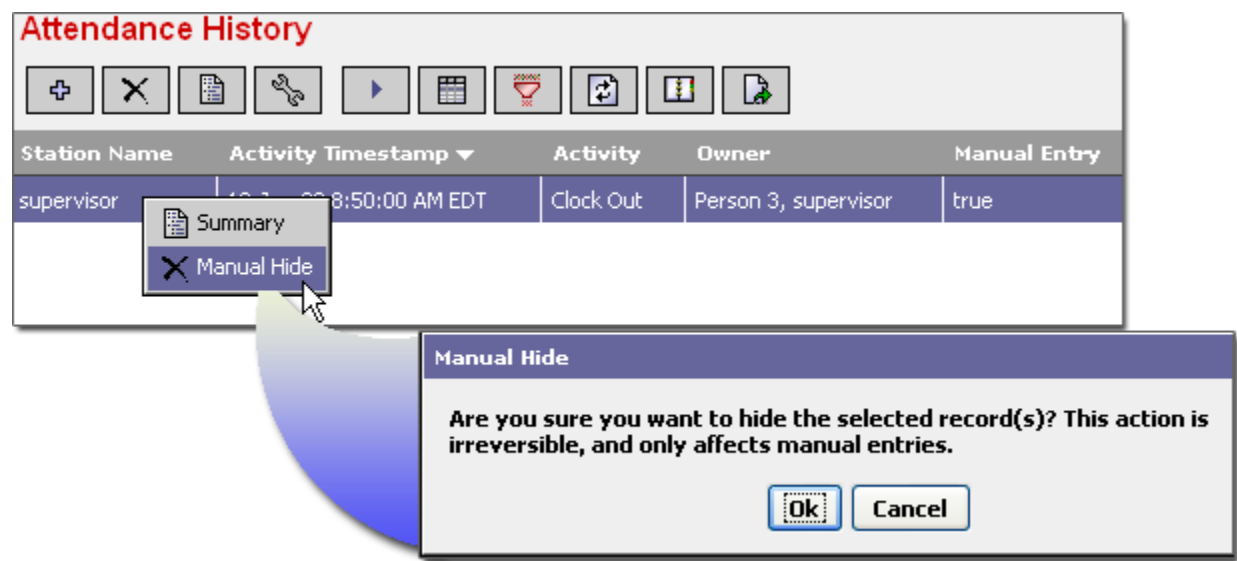 Attendance History
Station Name Activity Timestamp Activity Owner Manual Entry
supervisor 8:50:00 AM EDT Clock Out Person 3, supervisor true
Summary
Manual Hide
Manual Hide
Are you sure you want to hide the selected record(s)? This action is
irreversible, and only affects manual entries.
Ok Cancel